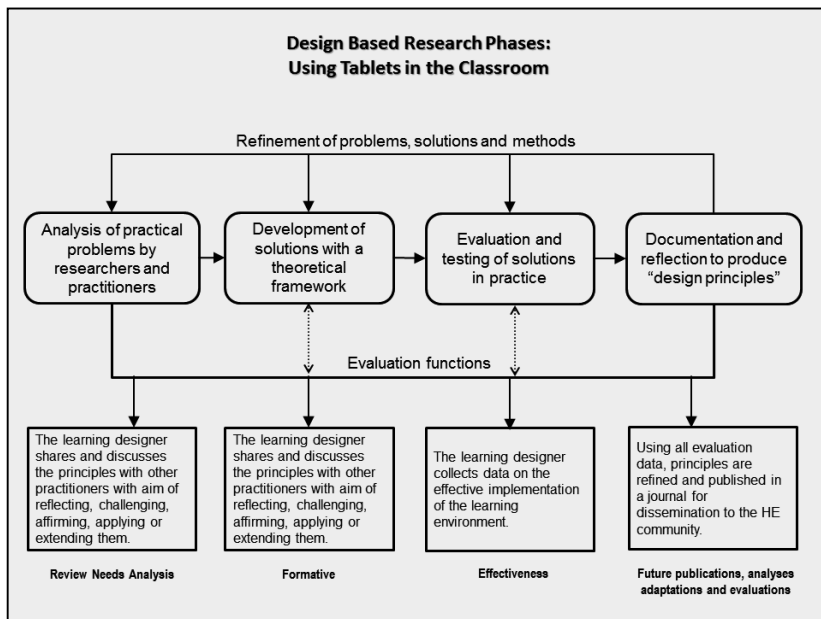 Design Based Research Phases:
Using Tablets in the Classroom
Refinement of problems, solutions and methods
Analysis of practical
problems by
researchers and
practitioners
Development of
solutions with a
theoretical
framework
Evaluation and
testing of solutions
in practice
Documentation and
reflection to produce
“design principles”
Evaluation functions
The learning designer
shares and discusses
the principles with other
practitioners with aim of
reflecting, challenging,
affirming, applying or
extending them.
The learning designer
shares and discusses
the principles with other
practitioners with aim of
reflecting, challenging,
affirming, applying or
extending them.
The learning designer
collects data on the
effective implementation
of the learning
environment.
Using all evaluation
data, principles are
refined and published in
a journal for
dissemination to the HE
community.
Review Needs Analysis
Formative
Effectiveness
Future publications, analyses
adaptations and evaluations